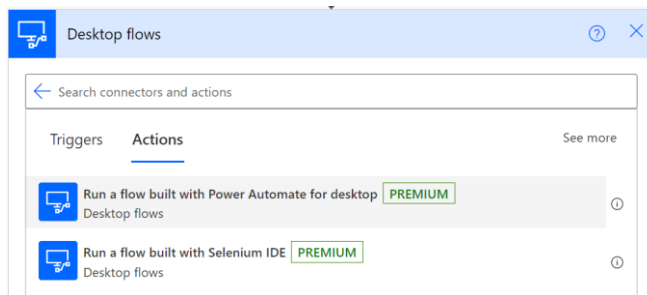 Desktop flows
Search connectors and actions
Triggers Actions See more
Run a flow built with Power Automate for desktop PREMIUM
Desktop flows
Run a flow built with Selenium IDE PREMIUM
Desktop flows